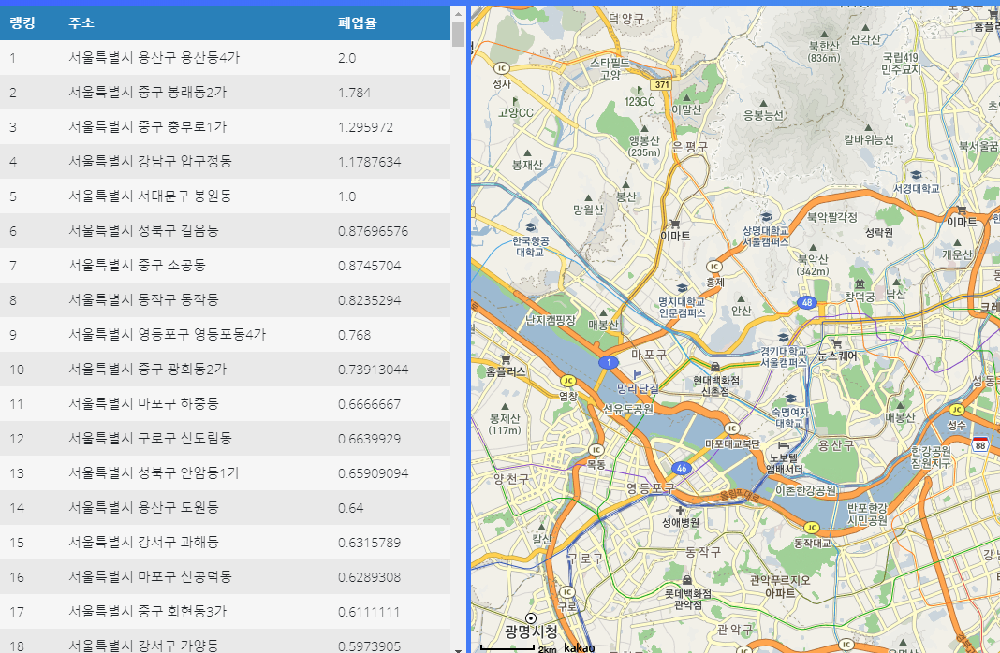 랭킹 주소 폐업율
1 서울특별시 용산구 용산동4가 2.0
2 서울특별시 중구 봉래동2가 1.784
3 서울특별시 중구 충무로1가 1.295972
4 서울특별시 강남구 압구정동 1.1787634
5 서울특별시 서대문구 봉원동 1.0
6 서울특별시 성북구 길음동 0.87696576
7 서울특별시 중구 소공동 0.8745704
8 서울특별시 동작구 동작동 0.8235294
9 서울특별시 영등포구 영등포동4가 0.768
10 서울특별시 중구 광희동2가 0.73913044
11 서울특별시 마포구 하중동 0.6666667
12 서울특별시 구로구 신도림동 0.6639929
13 서울특별시 성북구 안암동1가 0.65909094
14 서울특별시 용산구 도원동 0.64
15 서울특별시 강서구 과해동 0.6315789
16 서울특별시 마포구 신공덕동 0.6289308
17 서울특별시 중구 회현동3가 0.6111111
18 서울특별시 강서구 가양동 0.5973905
덕양구
북한산
(836m)
삼각산
홈플러
국립419
민주묘지
스타필드
고양
IC
성사
371
123GC
이말산
고양CC
응봉능선
앵봉산
(235m)
은평구
칼바위능선
북서울꿈
봉재산
서경대학교
망월산
봉산
이마트
상명대학교
서울캠퍼스
북악팔각정
성락원
이마트
한국항공
대학교
북악산
(342m)
개운산
IC
홍제
창덕궁
낙산
명지대학교
인문캠퍼스
안산
48
크레
난지캠핑장
매봉산
마포구
경기대학교
서울캠퍼스
눈스퀘어
1
홈플러스
JC
염창
망리단길
현대백화점
신촌점
성동
선유도공원
숙명여자
대학교
매봉산
JC
성수
봉제산
(117m)
IC
마포대교북단
용산구
한강공원
잠원지구
88
IC
목동
노보텔
앰배서더
양천구
46
영등포구
올림픽대로
이촌한강공원
반포한강
시민공원
성애병원
JC
동작대교
칼산
구로구
동작구
강남
관악푸르지오
아파트
IC
구로
롯데백화점
관악점
광명시청
관악구
IC
우면산
IC
2km kakao